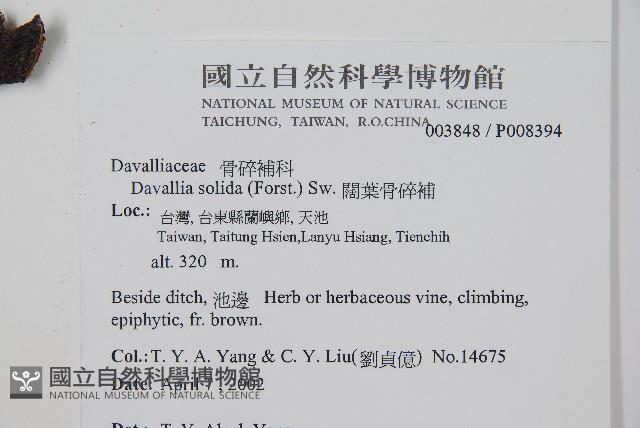 國立自然科學博物館
NATIONAL MUSEUM OF NATURAL SCIENCE
TAICHUNG, TAIWAN, R.O.CHINA
003848 / P008394
Davalliaceae 骨碎補科
Davallia solida (Forst.) Sw. 闊葉骨碎補
Loc.: 台灣, 台東縣蘭嶼鄉, 天池
Taiwan, Taitung Hsien,Lanyu Hsiang, Tienchih
alt. 320 m.
Beside ditch, 池邊 Herb or herbaceous vine, climbing,
epiphytic, fr. brown.
Col.:T. Y. A. Yang & C. Y. Liu(劉貞億) No.14675
Date: April , 2002
國立自然科學博物館
NATIONAL MUSEUM OF NATURAL SCIENCE